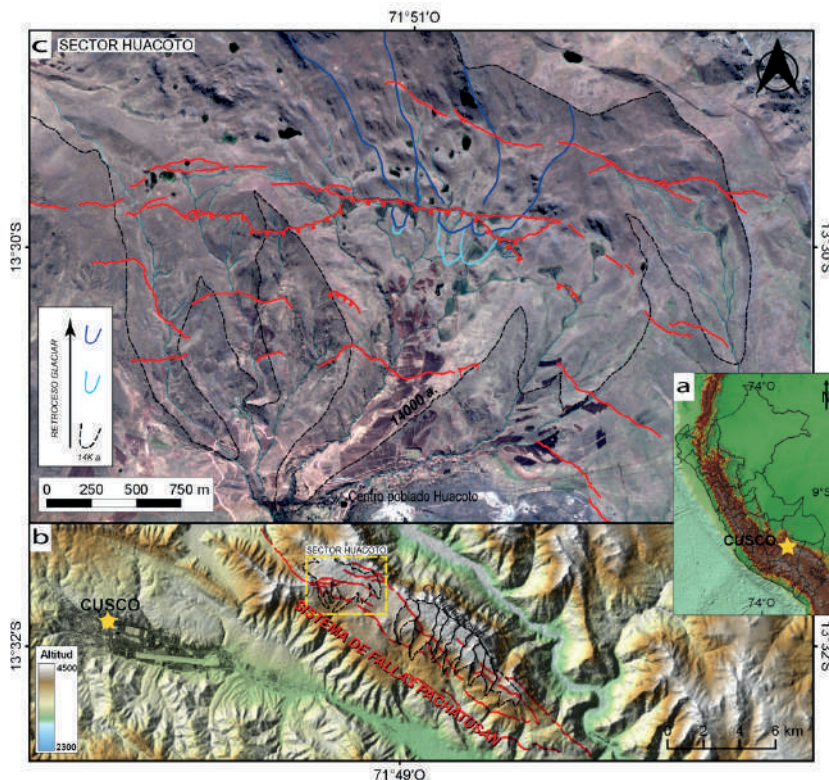 71°51'O
c SECTOR HUACOTO
13°30'S
13°30'S
RETROCESO GLACIAR
14K a
14000 a.
0 250 500 750 m
Centro poblado Huacoto
a
74°O
N
9°S
CUSCO
74°O
b
SECTOR HUACOTO
CUSCO
SISTEMA DE FALLAS PACHATUSAN
13°32'S
13°32'S
Altitud
4500
2300
0 2 4 6 km
71°49'O